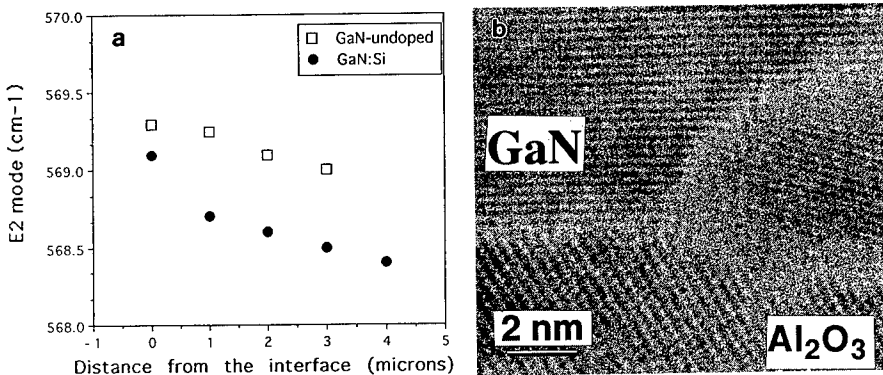 a
GaN-undoped
GaN:Si
570.0
569.5
569.0
568.5
568.0
E2 mode (cm-1)
-1
0
1
2
3
4
5
Distance from the interface (microns)
b
GaN
2 nm
Al₂O₃